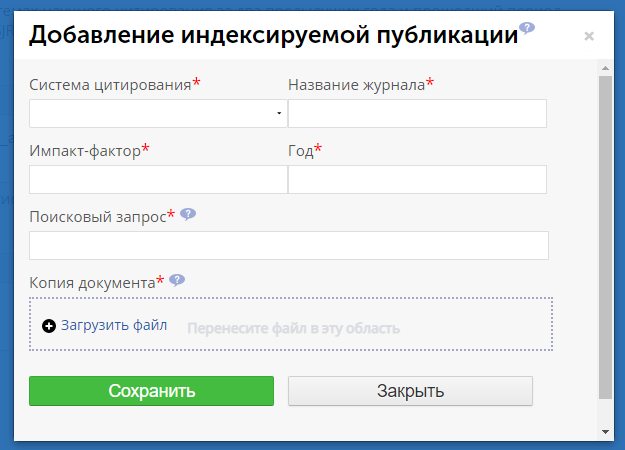 Добавление индексируемой публикации ?
×
Система цитирования* Название журнала*
Импакт-фактор* Год*
Поисковый запрос* ?
Копия документа* ?
Загрузить файл Перенесите файл в эту область
Сохранить Закрыть